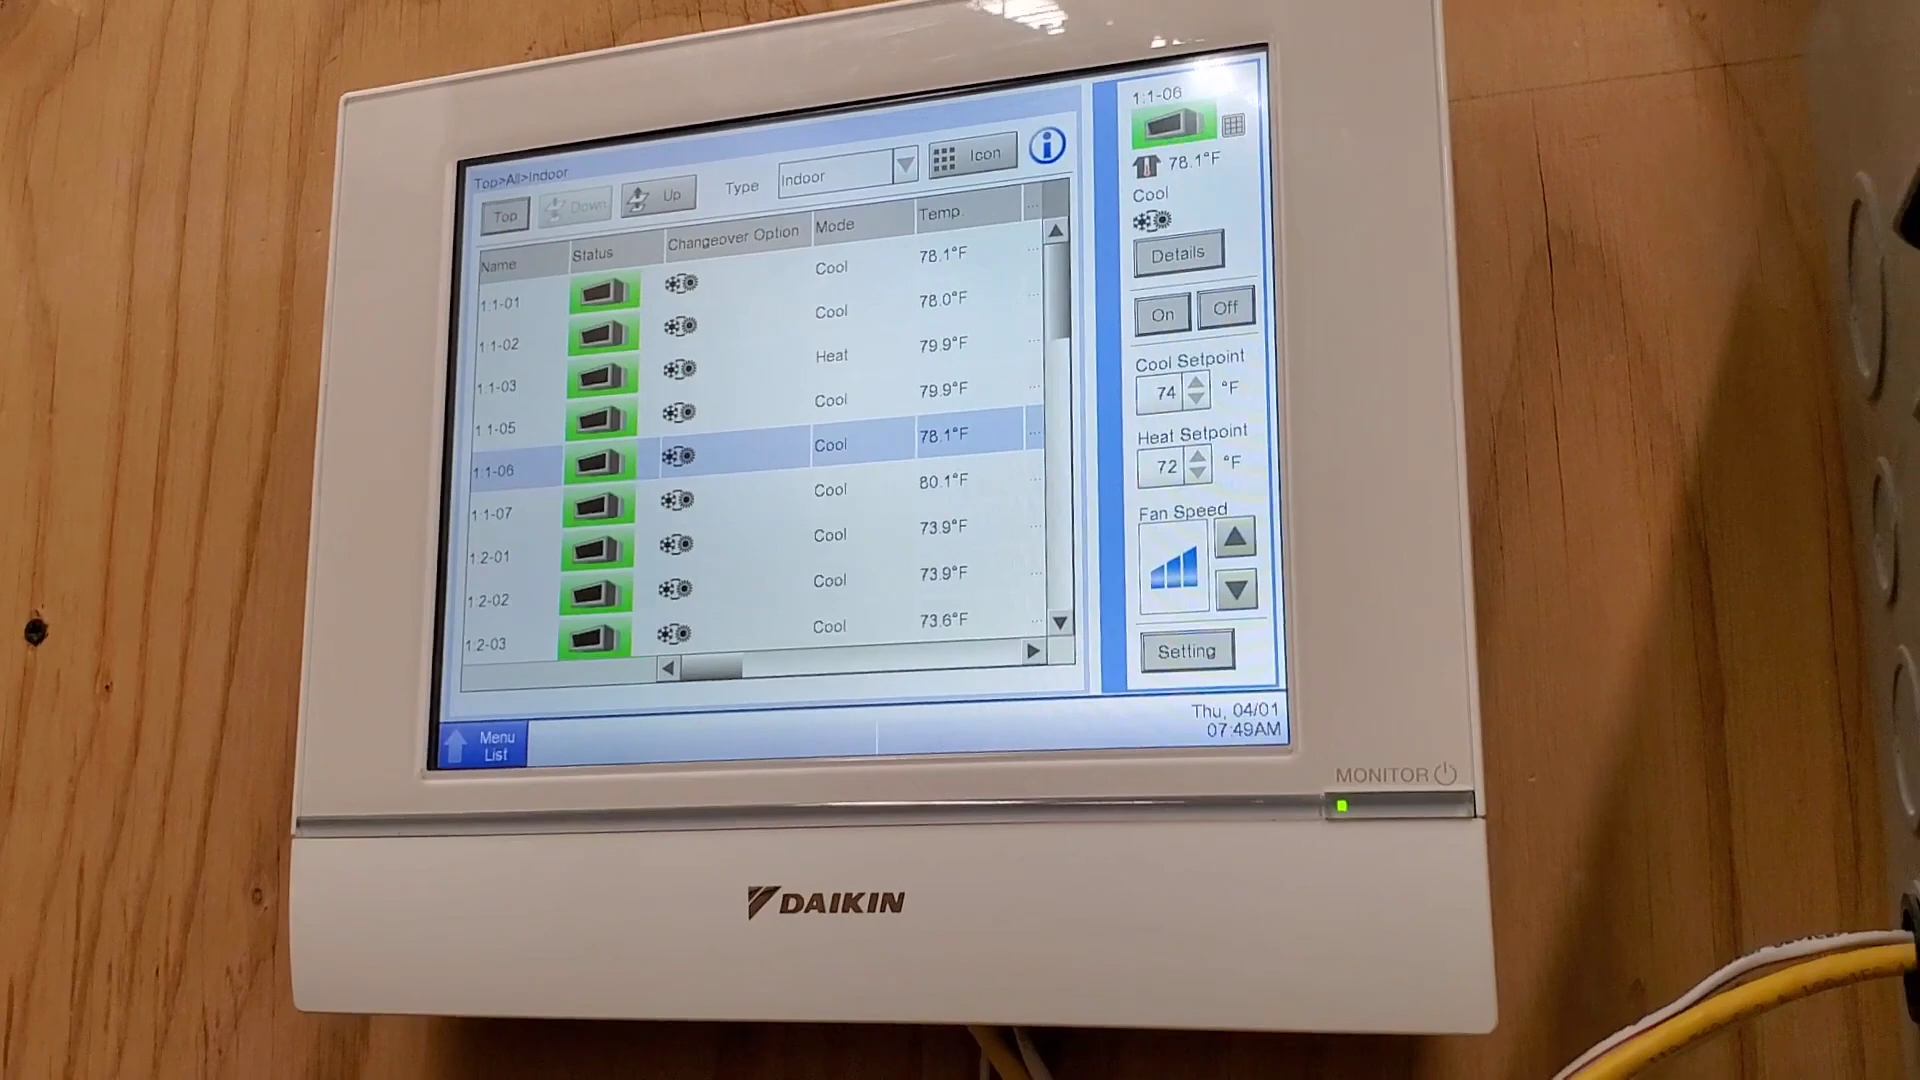 Top>All>Indoor
Top
Down
Up
Type
Indoor
Icon
Name
Status
Changeover Option
Mode
Temp.
...
1:1-01
Cool
78.1°F
...
1:1-02
Cool
78.0°F
...
1:1-03
Heat
79.9°F
...
1:1-05
Cool
79.9°F
...
1:1-06
Cool
78.1°F
...
1:1-07
Cool
80.1°F
...
1:2-01
Cool
73.9°F
...
1:2-02
Cool
73.9°F
...
1:2-03
Cool
73.6°F
...
1:1-06
78.1°F
Cool
Details
On
Off
Cool Setpoint
74 °F
Heat Setpoint
72 °F
Fan Speed
Setting
Menu
List
Thu, 04/01
07:49AM
MONITOR
DAIKIN